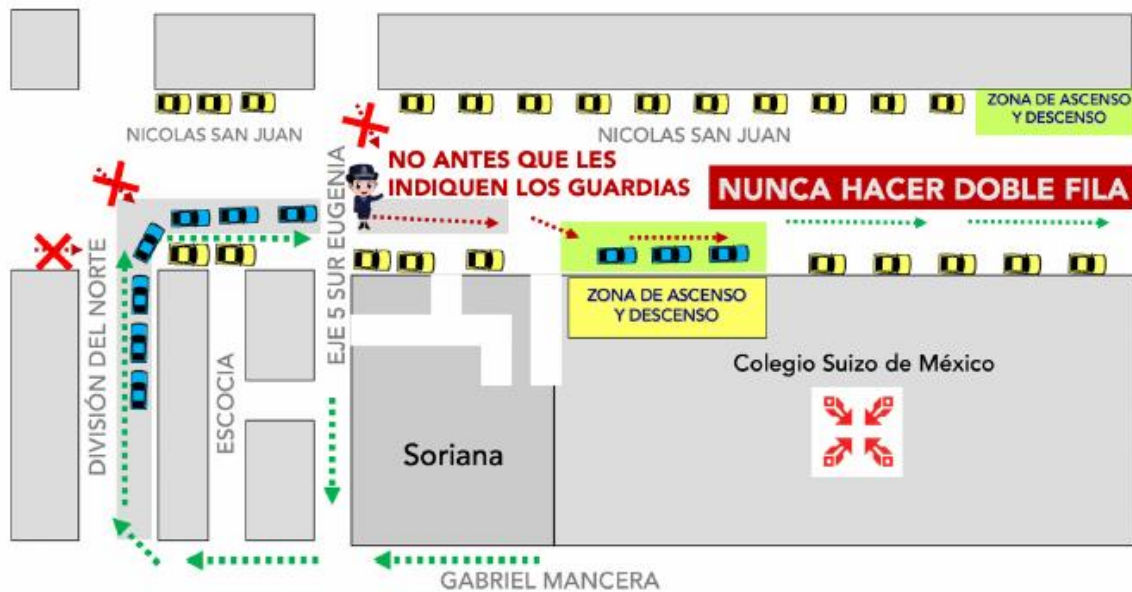 ZONA DE ASCENSO
Y DESCENSO
NICOLAS SAN JUAN
NICOLAS SAN JUAN
NO ANTES QUE LES
INDIQUEN LOS GUARDIAS
NUNCA HACER DOBLE FILA
DIVISIÓN DEL NORTE
ESCOCIA
EJE 5 SUR EUGENIA
ZONA DE ASCENSO
Y DESCENSO
Colegio Suizo de México
Soriana
GABRIEL MANCERA